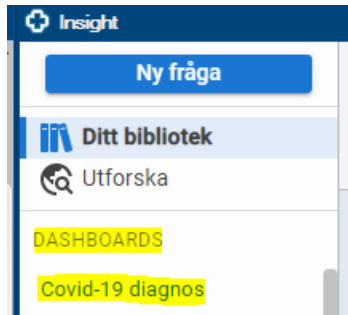 Insight
Ny fråga
Ditt bibliotek
Utforska
DASHBOARDS
Covid-19 diagnos